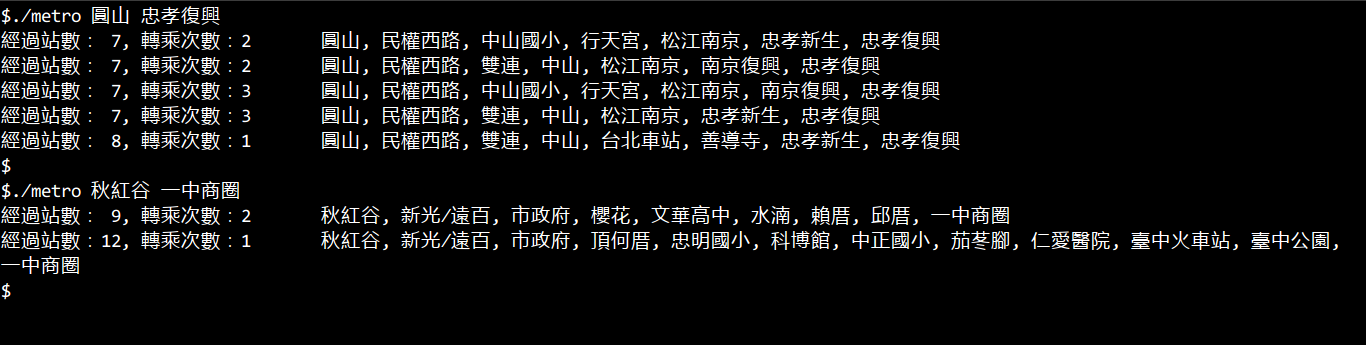 $./metro 圓山 忠孝復興
經過站數： 7, 轉乘次數：2 圓山, 民權西路, 中山國小, 行天宮, 松江南京, 忠孝新生, 忠孝復興
經過站數： 7, 轉乘次數：2 圓山, 民權西路, 雙連, 中山, 松江南京, 南京復興, 忠孝復興
經過站數： 7, 轉乘次數：3 圓山, 民權西路, 中山國小, 行天宮, 松江南京, 南京復興, 忠孝復興
經過站數： 7, 轉乘次數：3 圓山, 民權西路, 雙連, 中山, 松江南京, 忠孝新生, 忠孝復興
經過站數： 8, 轉乘次數：1 圓山, 民權西路, 雙連, 中山, 台北車站, 善導寺, 忠孝新生, 忠孝復興
$
$./metro 秋紅谷 一中商圈
經過站數： 9, 轉乘次數：2 秋紅谷, 新光/遠百, 市政府, 櫻花, 文華高中, 水湳, 賴厝, 邱厝, 一中商圈
經過站數：12, 轉乘次數：1 秋紅谷, 新光/遠百, 市政府, 頂何厝, 忠明國小, 科博館, 中正國小, 茄苳腳, 仁愛醫院, 臺中火車站, 臺中公園,
一中商圈
$